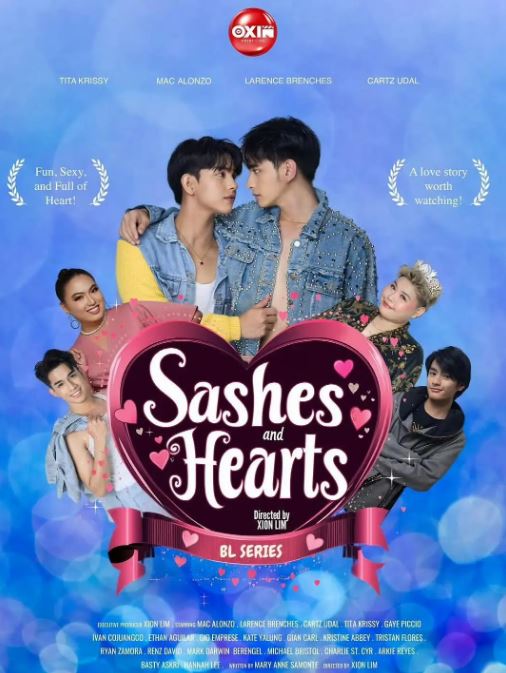 OXIN
TITA KRISSY MAC ALONZO LARENCE BRENCHES CARTZ UDAL
Fun, Sexy,
and Full of
Heart!
A love story
worth
watching!
Sashes
and
Hearts
Directed by
XION LIM
BL SERIES
EXECUTIVE PRODUCER XION LIM . STARRING MAC ALONZO . LARENCE BRENCHES . CARTZ UDAL . TITA KRISSY . GAYE PICCIO
IVAN COJUANGCO . ETHAN AGUILAR . GIO EMPRESE . KATE YALUNG . GIAN CARL . KRISTINE ABBEY . TRISTAN FLORES .
RYAN ZAMORA . RENZ DAVID . MARK DARWIN BERENGEL . MICHAEL BRISTOL . CHARLIE ST. CYR . ARKIE REYES .
BASTY ASKRI . HANNAH LEE . WRITTEN BY MARY ANNE SAMONTE . DIRECTED BY XION LIM